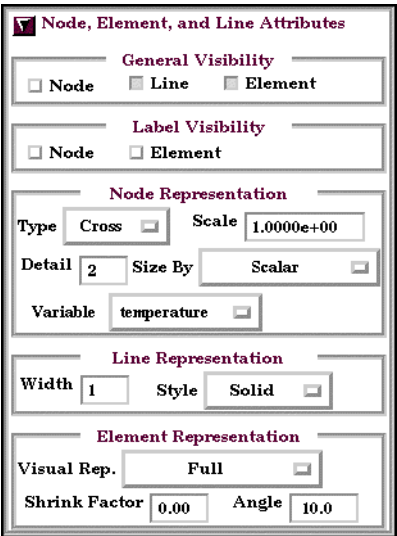 Node, Element, and Line Attributes
General Visibility
Node Line Element
Label Visibility
Node Element
Node Representation
Type Cross Scale 1.0000e+00
Detail 2 Size By Scalar
Variable temperature
Line Representation
Width 1 Style Solid
Element Representation
Visual Rep. Full
Shrink Factor 0.00 Angle 10.0